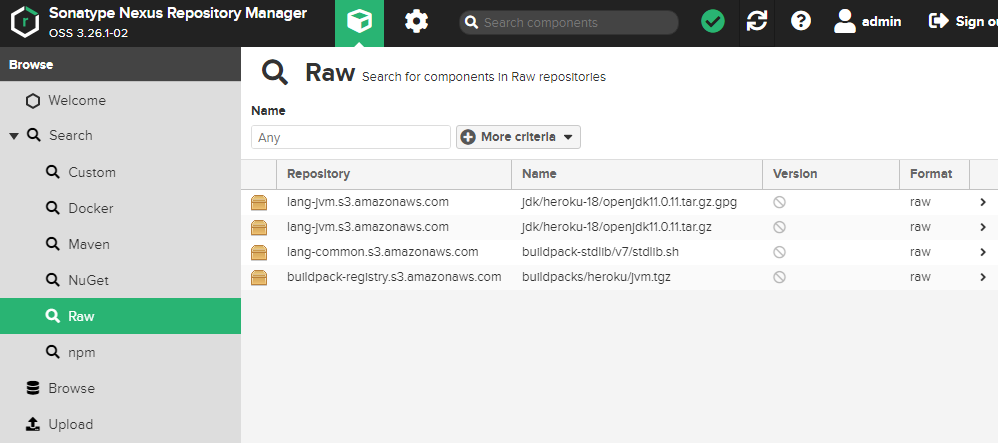 Sonatype Nexus Repository Manager
OSS 3.26.1-02
Search components
admin
Sign ou
Browse
Welcome
Search
Custom
Docker
Maven
NuGet
Raw
npm
Browse
Upload
Raw Search for components in Raw repositories
Name
Any
More criteria
Repository Name Version Format
lang-jvm.s3.amazonaws.com jdk/heroku-18/openjdk11.0.11.tar.gz.gpg raw
lang-jvm.s3.amazonaws.com jdk/heroku-18/openjdk11.0.11.tar.gz raw
lang-common.s3.amazonaws.com buildpack-stdlib/v7/stdlib.sh raw
buildpack-registry.s3.amazonaws.com buildpacks/heroku/jvm.tgz raw